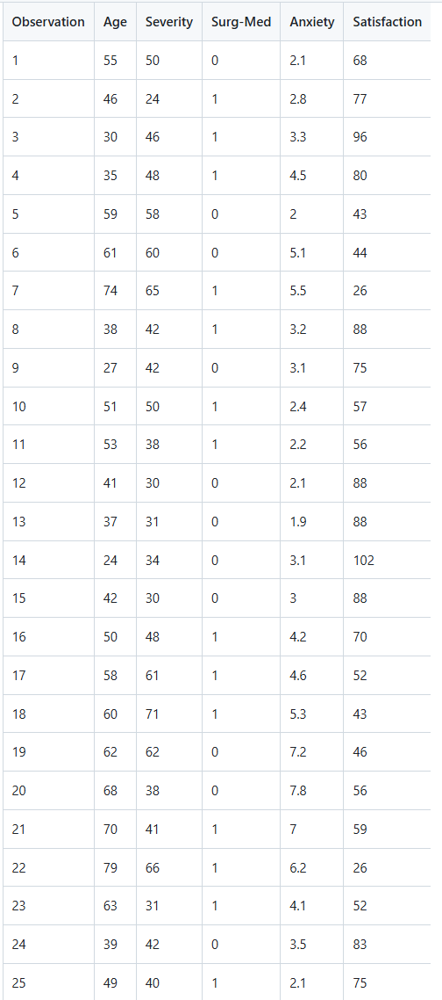 Observation Age Severity Surg-Med Anxiety Satisfaction
1 55 50 0 2.1 68
2 46 24 1 2.8 77
3 30 46 1 3.3 96
4 35 48 1 4.5 80
5 59 58 0 2 43
6 61 60 0 5.1 44
7 74 65 1 5.5 26
8 38 42 1 3.2 88
9 27 42 0 3.1 75
10 51 50 1 2.4 57
11 53 38 1 2.2 56
12 41 30 0 2.1 88
13 37 31 0 1.9 88
14 24 34 0 3.1 102
15 42 30 0 3 88
16 50 48 1 4.2 70
17 58 61 1 4.6 52
18 60 71 1 5.3 43
19 62 62 0 7.2 46
20 68 38 0 7.8 56
21 70 41 1 7 59
22 79 66 1 6.2 26
23 63 31 1 4.1 52
24 39 42 0 3.5 83
25 49 40 1 2.1 75